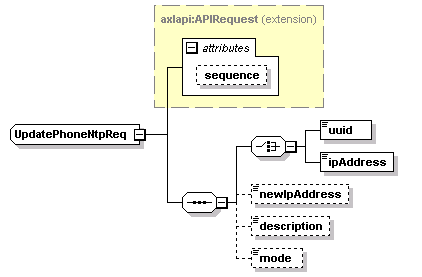 axlapi:APIRequest (extension)
attributes
sequence
UpdatePhoneNtpReq
uuid
ipAddress
newIpAddress
description
mode